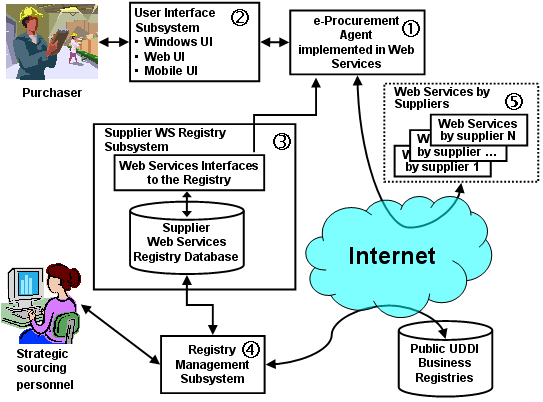 User Interface
Subsystem
②
• Windows UI
• Web UI
• Mobile UI
Purchaser
e-Procurement
①
Agent
implemented in Web
Services
Web Services by
Suppliers
⑤
Web Services
by supplier N
W
by supplier ...
W
by supplier 1
Supplier WS Registry
Subsystem
③
Web Services Interfaces
to the Registry
Supplier
Web Services
Registry Database
Internet
Strategic
sourcing
personnel
Registry
④
Management
Subsystem
Public UDDI
Business
Registries